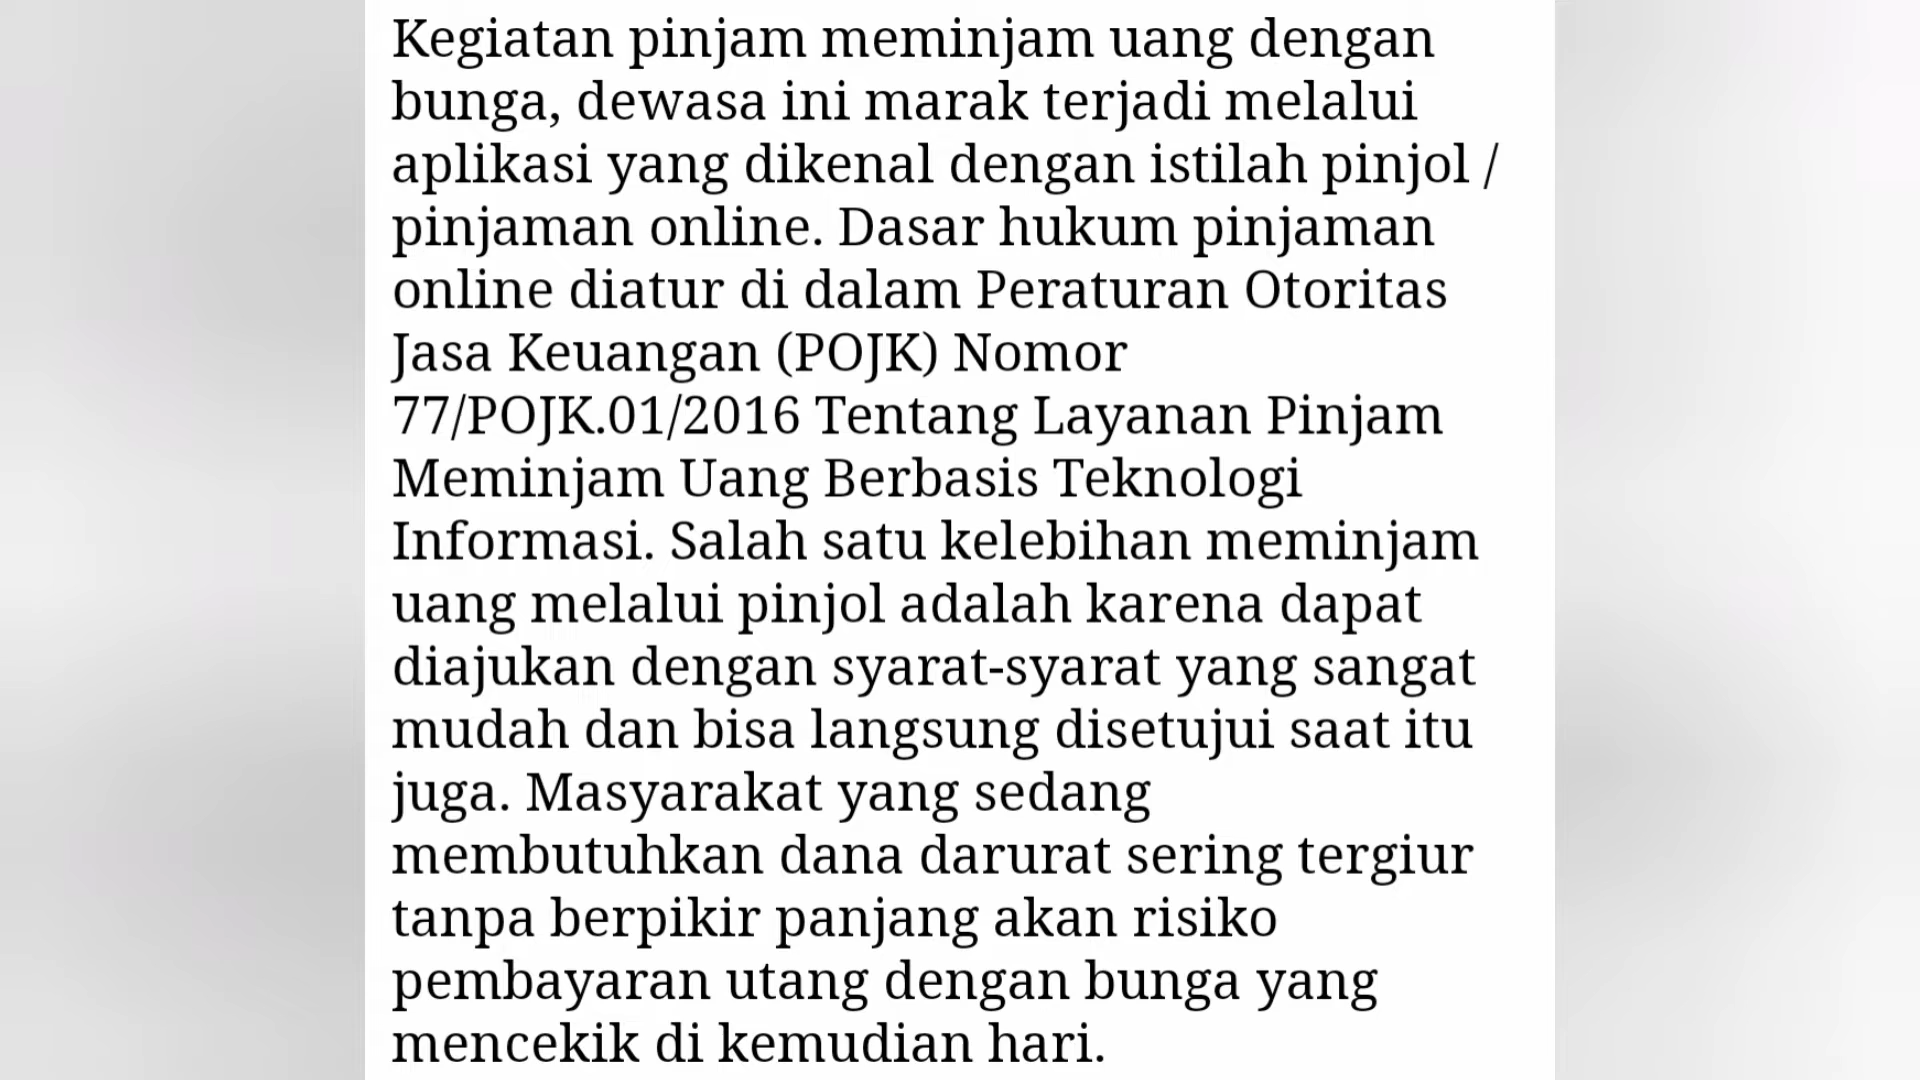 Kegiatan pinjam meminjam uang dengan
bunga, dewasa ini marak terjadi melalui
aplikasi yang dikenal dengan istilah pinjol /
pinjaman online. Dasar hukum pinjaman
online diatur di dalam Peraturan Otoritas
Jasa Keuangan (POJK) Nomor
77/POJK.01/2016 Tentang Layanan Pinjam
Meminjam Uang Berbasis Teknologi
Informasi. Salah satu kelebihan meminjam
uang melalui pinjol adalah karena dapat
diajukan dengan syarat-syarat yang sangat
mudah dan bisa langsung disetujui saat itu
juga. Masyarakat yang sedang
membutuhkan dana darurat sering tergiur
tanpa berpikir panjang akan risiko
pembayaran utang dengan bunga yang
mencekik di kemudian hari.